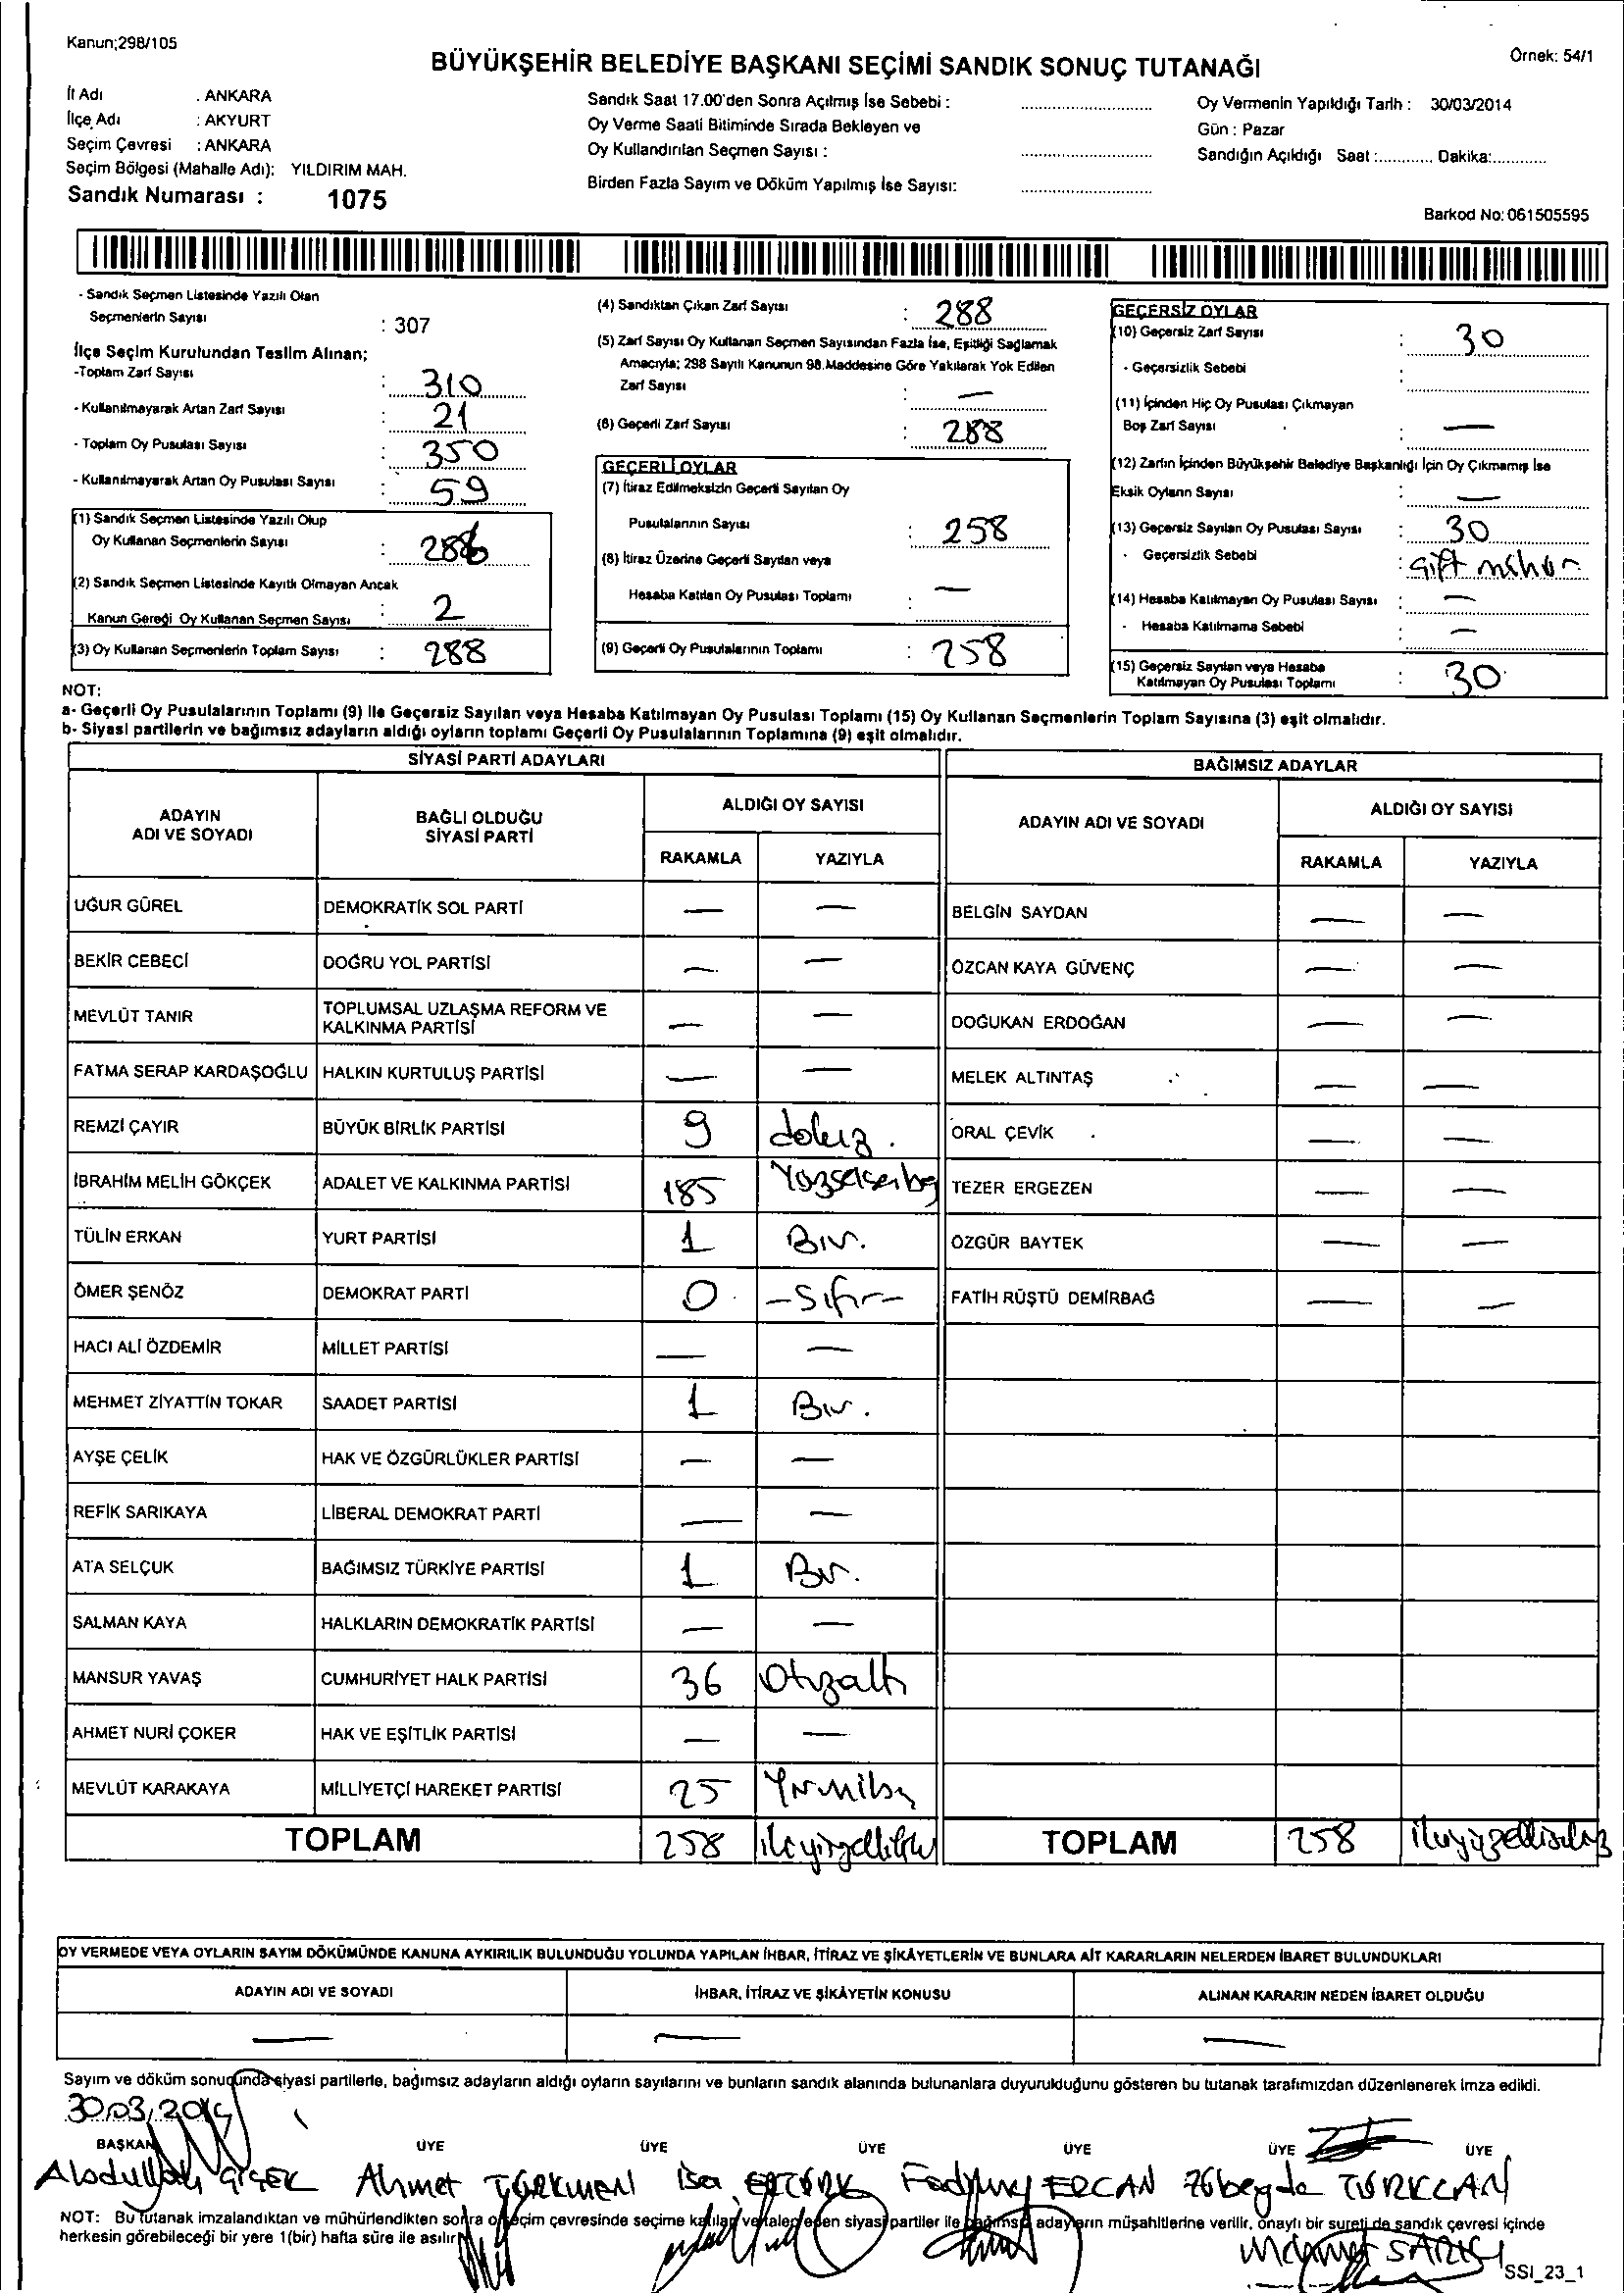 Kanun;298/105
BÜYÜKŞEHİR BELEDİYE BAŞKANI SEÇİMİ SANDIK SONUÇ TUTANAĞI
Örnek: 54/1
İl Adı : ANKARA
İlçe Adı : AKYURT
Seçim Çevresi : ANKARA
Seçim Bölgesi (Mahalle Adı): YILDIRIM MAH.
Sandık Numarası : 1075
Sandık Saat 17.00'den Sonra Açılmış İse Sebebi :
Oy Verme Saati Bitiminde Sırada Bekleyen ve
Oy Kullandırılan Seçmen Sayısı :
Birden Fazla Sayım ve Döküm Yapılmış İse Sayısı:
Oy Vermenin Yapıldığı Tarih : 30/03/2014
Gün : Pazar
Sandığın Açıldığı Saat :............ Dakika:............
Barkod No: 061505595
- Sandık Seçmen Listesinde Yazılı Olan
Seçmenlerin Sayısı : 307
İlçe Seçim Kurulundan Teslim Alınan;
-Toplam Zarf Sayısı : 310
- Kullanılmayarak Artan Zarf Sayısı : 21
- Toplam Oy Pusulası Sayısı : 350
- Kullanılmayarak Artan Oy Pusulası Sayısı : 59
(1) Sandık Seçmen Listesinde Yazılı Olup
Oy Kullanan Seçmenlerin Sayısı : 286
(2) Sandık Seçmen Listesinde Kayıtlı Olmayan Ancak
Kanun Gereği Oy Kullanan Seçmen Sayısı : 2
(3) Oy Kullanan Seçmenlerin Toplam Sayısı : 288
(4) Sandıktan Çıkan Zarf Sayısı : 288
(5) Zarf Sayısı Oy Kullanan Seçmen Sayısından Fazla İse, Eşitliği Sağlamak
Amacıyla; 298 Sayılı Kanunun 98.Maddesine Göre Yakılarak Yok Edilen
Zarf Sayısı : —
(6) Geçerli Zarf Sayısı : 288
GEÇERLİ OYLAR
(7) İtiraz Edilmeksizin Geçerli Sayılan Oy
Pusulalarının Sayısı : 258
(8) İtiraz Üzerine Geçerli Sayılan veya
Hesaba Katılan Oy Pusulası Toplamı : —
(9) Geçerli Oy Pusulalarının Toplamı : 258
GEÇERSİZ OYLAR
(10) Geçersiz Zarf Sayısı : 30
- Geçersizlik Sebebi :
(11) İçinden Hiç Oy Pusulası Çıkmayan
Boş Zarf Sayısı : —
(12) Zarfın İçinden Büyükşehir Belediye Başkanlığı İçin Oy Çıkmamış İse
Eksik Oyların Sayısı : —
(13) Geçersiz Sayılan Oy Pusulası Sayısı : 30
- Geçersizlik Sebebi : Çift mühür
(14) Hesaba Katılmayan Oy Pusulası Sayısı : —
- Hesaba Katılmama Sebebi : —
(15) Geçersiz Sayılan veya Hesaba
Katılmayan Oy Pusulası Toplamı : 30
NOT:
a- Geçerli Oy Pusulalarının Toplamı (9) ile Geçersiz Sayılan veya Hesaba Katılmayan Oy Pusulası Toplamı (15) Oy Kullanan Seçmenlerin Toplam Sayısına (3) eşit olmalıdır.
b- Siyasi partilerin ve bağımsız adayların aldığı oyların toplamı Geçerli Oy Pusulalarının Toplamına (9) eşit olmalıdır.
SİYASİ PARTİ ADAYLARI
ADAYIN ADI VE SOYADI BAĞLI OLDUĞU SİYASİ PARTİ ALDIĞI OY SAYISI
RAKAMLA YAZIYLA
UĞUR GÜREL DEMOKRATİK SOL PARTİ — —
BEKİR CEBECİ DOĞRU YOL PARTİSİ — —
MEVLÜT TANIR TOPLUMSAL UZLAŞMA REFORM VE KALKINMA PARTİSİ — —
FATMA SERAP KARDAŞOĞLU HALKIN KURTULUŞ PARTİSİ — —
REMZİ ÇAYIR BÜYÜK BİRLİK PARTİSİ 9 dokuz.
İBRAHİM MELİH GÖKÇEK ADALET VE KALKINMA PARTİSİ 185 Yüzseksenbeş
TÜLİN ERKAN YURT PARTİSİ 1 Bir.
ÖMER ŞENÖZ DEMOKRAT PARTİ 0 -Sıfır-
HACI ALİ ÖZDEMİR MİLLET PARTİSİ — —
MEHMET ZİYATTİN TOKAR SAADET PARTİSİ 1 Bir.
AYŞE ÇELİK HAK VE ÖZGÜRLÜKLER PARTİSİ — —
REFİK SARIKAYA LİBERAL DEMOKRAT PARTİ — —
ATA SELÇUK BAĞIMSIZ TÜRKİYE PARTİSİ 1 Bir.
SALMAN KAYA HALKLARIN DEMOKRATİK PARTİSİ — —
MANSUR YAVAŞ CUMHURİYET HALK PARTİSİ 36 Otuzaltı
AHMET NURİ ÇOKER HAK VE EŞİTLİK PARTİSİ — —
MEVLÜT KARAKAYA MİLLİYETÇİ HAREKET PARTİSİ 25 Yirmibeş
TOPLAM 258
BAĞIMSIZ ADAYLAR
ADAYIN ADI VE SOYADI ALDIĞI OY SAYISI
RAKAMLA YAZIYLA
BELGİN SAYDAN — —
ÖZCAN KAYA GÜVENÇ — —
DOĞUKAN ERDOĞAN — —
MELEK ALTINTAŞ — —
ORAL ÇEVİK — —
TEZER ERGEZEN — —
ÖZGÜR BAYTEK — —
FATİH RÜŞTÜ DEMİRBAĞ — —
TOPLAM 258 ikiyüzellisekiz
OY VERMEDE VEYA OYLARIN SAYIM DÖKÜMÜNDE KANUNA AYKIRILIK BULUNDUĞU YOLUNDA YAPILAN İHBAR, İTİRAZ VE ŞİKÂYETLERİN VE BUNLARA AİT KARARLARIN NELERDEN İBARET BULUNDUKLARI
ADAYIN ADI VE SOYADI İHBAR, İTİRAZ VE ŞİKÂYETİN KONUSU ALINAN KARARIN NEDEN İBARET OLDUĞU
— — —
Sayım ve döküm sonucunda siyasi partilerle, bağımsız adayların aldığı oyların sayılarını ve bunların sandık alanında bulunanlara duyurulduğunu gösteren bu tutanak tarafımızdan düzenlenerek imza edildi.
30.03.2014
BAŞKAN ÜYE ÜYE ÜYE ÜYE ÜYE ÜYE
Abdullah ÇİÇEK Ahmet TÜRKMEN İsa ERTÜRK ERCAN Zübeyde TÜRKCAN
NOT: Bu tutanak imzalandıktan ve mühürlendikten sonra o seçim çevresinde seçime katılan ve talep eden siyasi partiler ile bağımsız adayların müşahitlerine verilir, onaylı bir sureti de sandık çevresi içinde
herkesin görebileceği bir yere 1(bir) hafta süre ile asılır.
Mehmet SARI
SSI_23_1